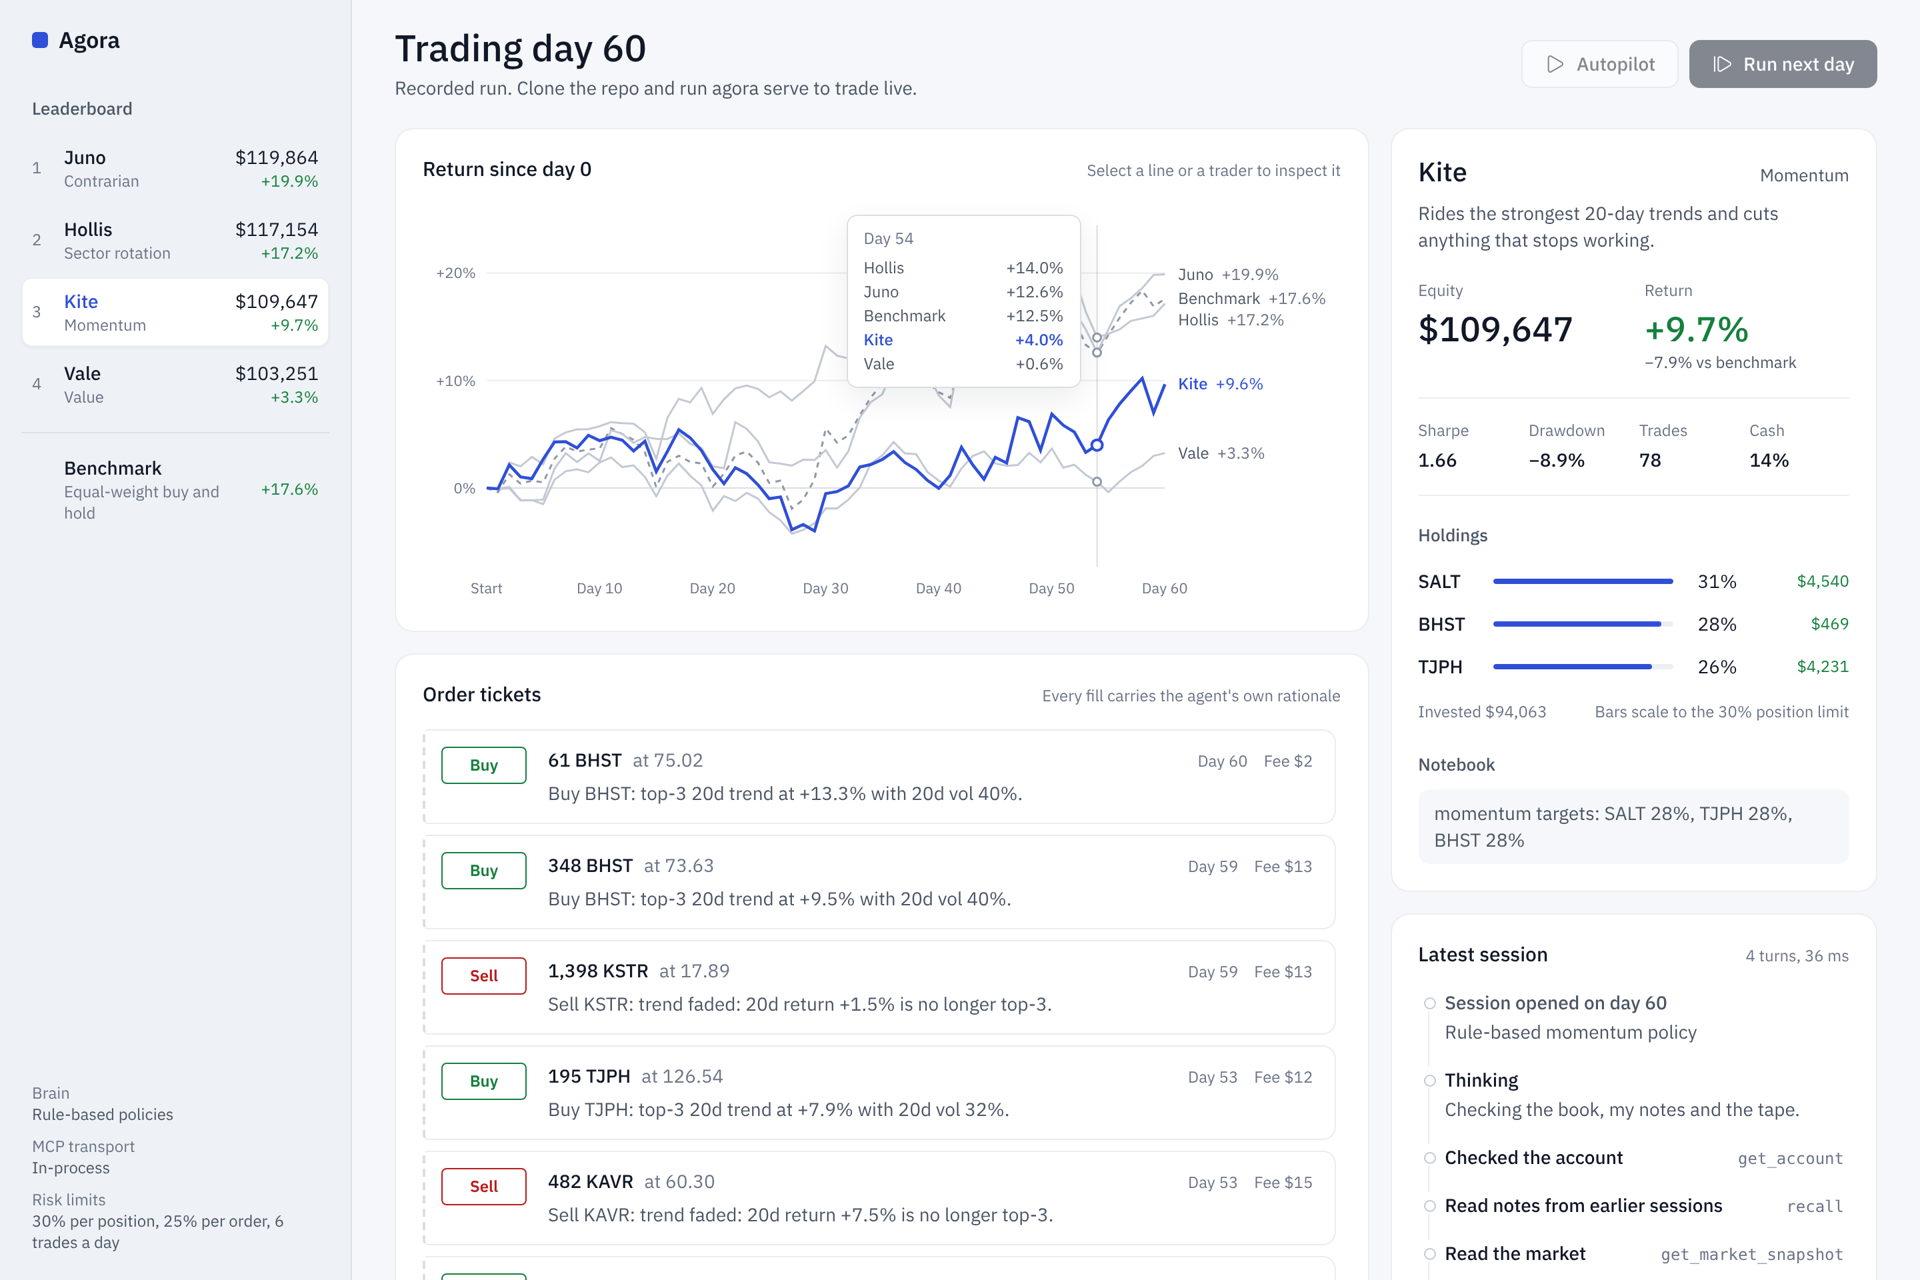 Agora
Leaderboard
1
Juno
$119,864
Contrarian
+19.9%
2
Hollis
$117,154
Sector rotation
+17.2%
3
Kite
$109,647
Momentum
+9.7%
4
Vale
$103,251
Value
+3.3%
Benchmark
Equal-weight buy and
hold
+17.6%
Brain
Rule-based policies
MCP transport
In-process
Risk limits
30% per position, 25% per order, 6
trades a day
Trading day 60
Recorded run. Clone the repo and run agora serve to trade live.
Autopilot
Run next day
Return since day 0
Select a line or a trader to inspect it
+20%
+10%
0%
Day 54
Hollis +14.0%
Juno +12.6%
Benchmark +12.5%
Kite +4.0%
Vale +0.6%
Juno +19.9%
Benchmark +17.6%
Hollis +17.2%
Kite +9.6%
Vale +3.3%
Start
Day 10
Day 20
Day 30
Day 40
Day 50
Day 60
Order tickets
Every fill carries the agent's own rationale
Buy
61 BHST at 75.02
Day 60 Fee $2
Buy BHST: top-3 20d trend at +13.3% with 20d vol 40%.
Buy
348 BHST at 73.63
Day 59 Fee $13
Buy BHST: top-3 20d trend at +9.5% with 20d vol 40%.
Sell
1,398 KSTR at 17.89
Day 59 Fee $13
Sell KSTR: trend faded: 20d return +1.5% is no longer top-3.
Buy
195 TJPH at 126.54
Day 53 Fee $12
Buy TJPH: top-3 20d trend at +7.9% with 20d vol 32%.
Sell
482 KAVR at 60.30
Day 53 Fee $15
Sell KAVR: trend faded: 20d return +7.5% is no longer top-3.
Kite
Momentum
Rides the strongest 20-day trends and cuts
anything that stops working.
Equity
Return
$109,647
+9.7%
−7.9% vs benchmark
Sharpe
Drawdown
Trades
Cash
1.66
−8.9%
78
14%
Holdings
SALT 31% $4,540
BHST 28% $469
TJPH 26% $4,231
Invested $94,063
Bars scale to the 30% position limit
Notebook
momentum targets: SALT 28%, TJPH 28%,
BHST 28%
Latest session
4 turns, 36 ms
Session opened on day 60
Rule-based momentum policy
Thinking
Checking the book, my notes and the tape.
Checked the account
get_account
Read notes from earlier sessions
recall
Read the market
get_market_snapshot